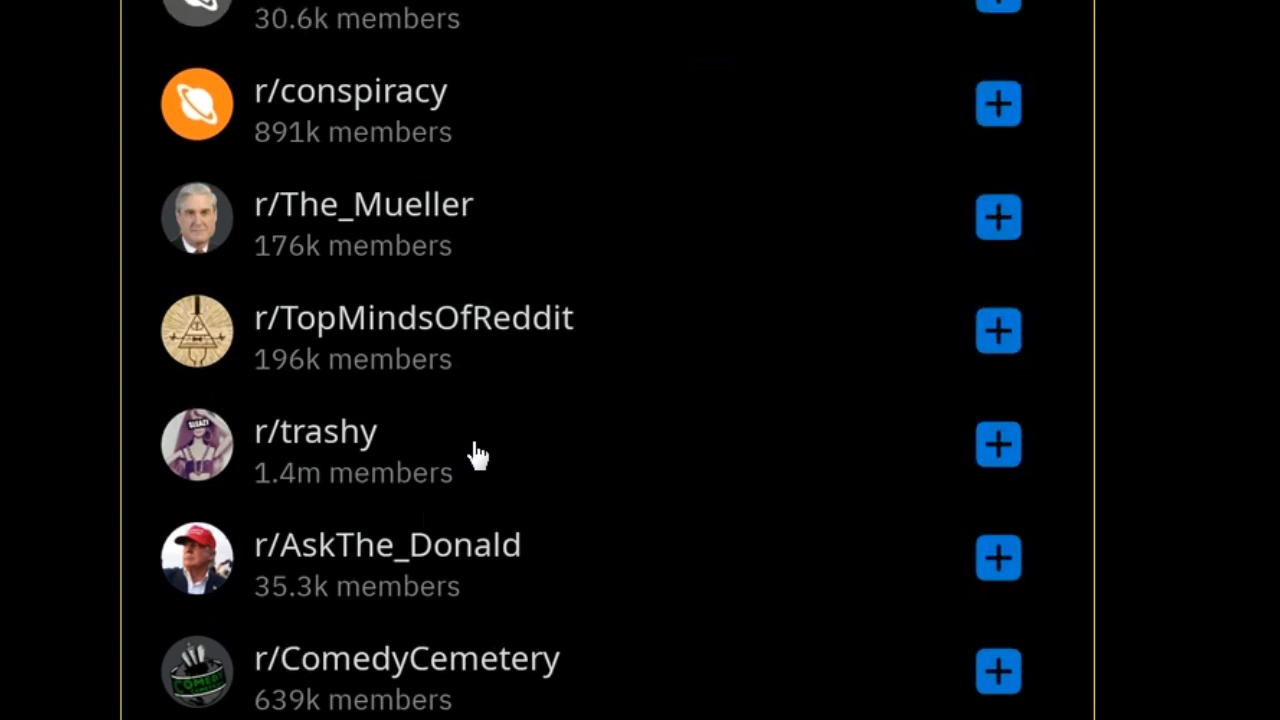 30.6k members
r/conspiracy
891k members
r/The_Mueller
176k members
r/TopMindsOfReddit
196k members
r/trashy
1.4m members
r/AskThe_Donald
35.3k members
r/ComedyCemetery
639k members
COMEDY